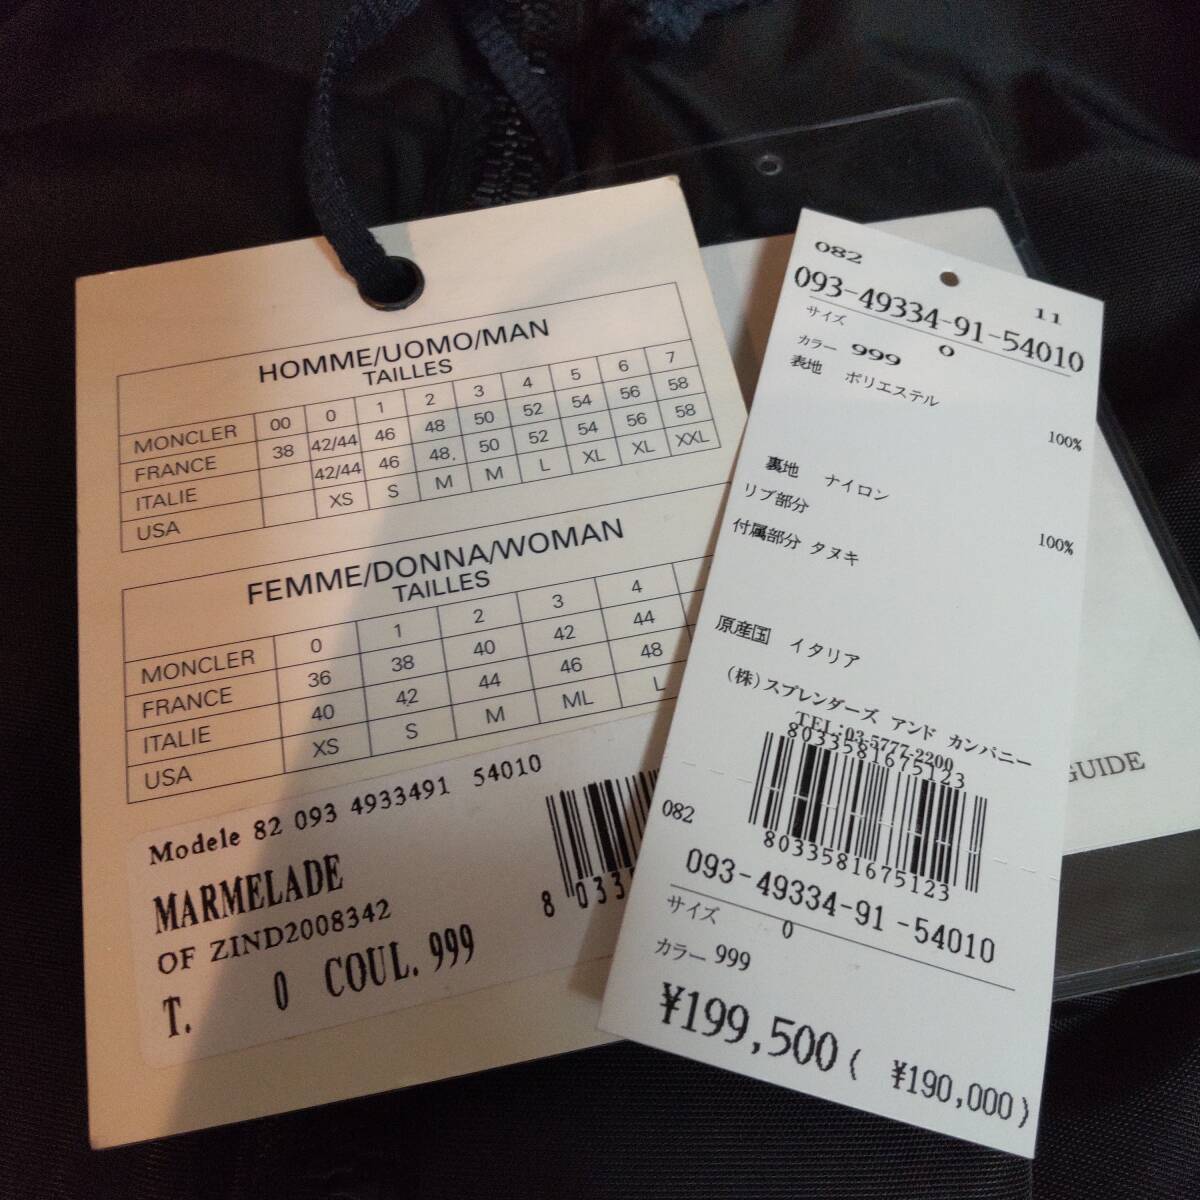 HOMME/UOMO/MAN
TAILLES
MONCLER 00 0 1 2 3 4 5 6 7
FRANCE 38 42/44 46 48 50 52 54 56 58
ITALIE 42/44 46 48. 50 52 54 56 58
USA XS S M M L XL XL XXL
FEMME/DONNA/WOMAN
TAILLES
MONCLER 0 1 2 3 4
FRANCE 36 38 40 42 44
ITALIE 40 42 44 46 48
USA XS S M ML L
Modele 82 093 4933491 54010
MARMELADE
OF ZIND2008342
T. 0 COUL. 999
8 033
082
11
093-49334-91-54010
サイズ 0
カラー 999
表地 ポリエステル
100%
裏地 ナイロン
100%
リブ部分
付属部分 タヌキ
原産国 イタリア
(株)スプレンダーズ アンド カンパニー
TEL:03-5777-2200
8033581675123
8033581675123
082
093-49334-91-54010
サイズ 0
カラー 999
¥199,500( ¥190,000)
GUIDE